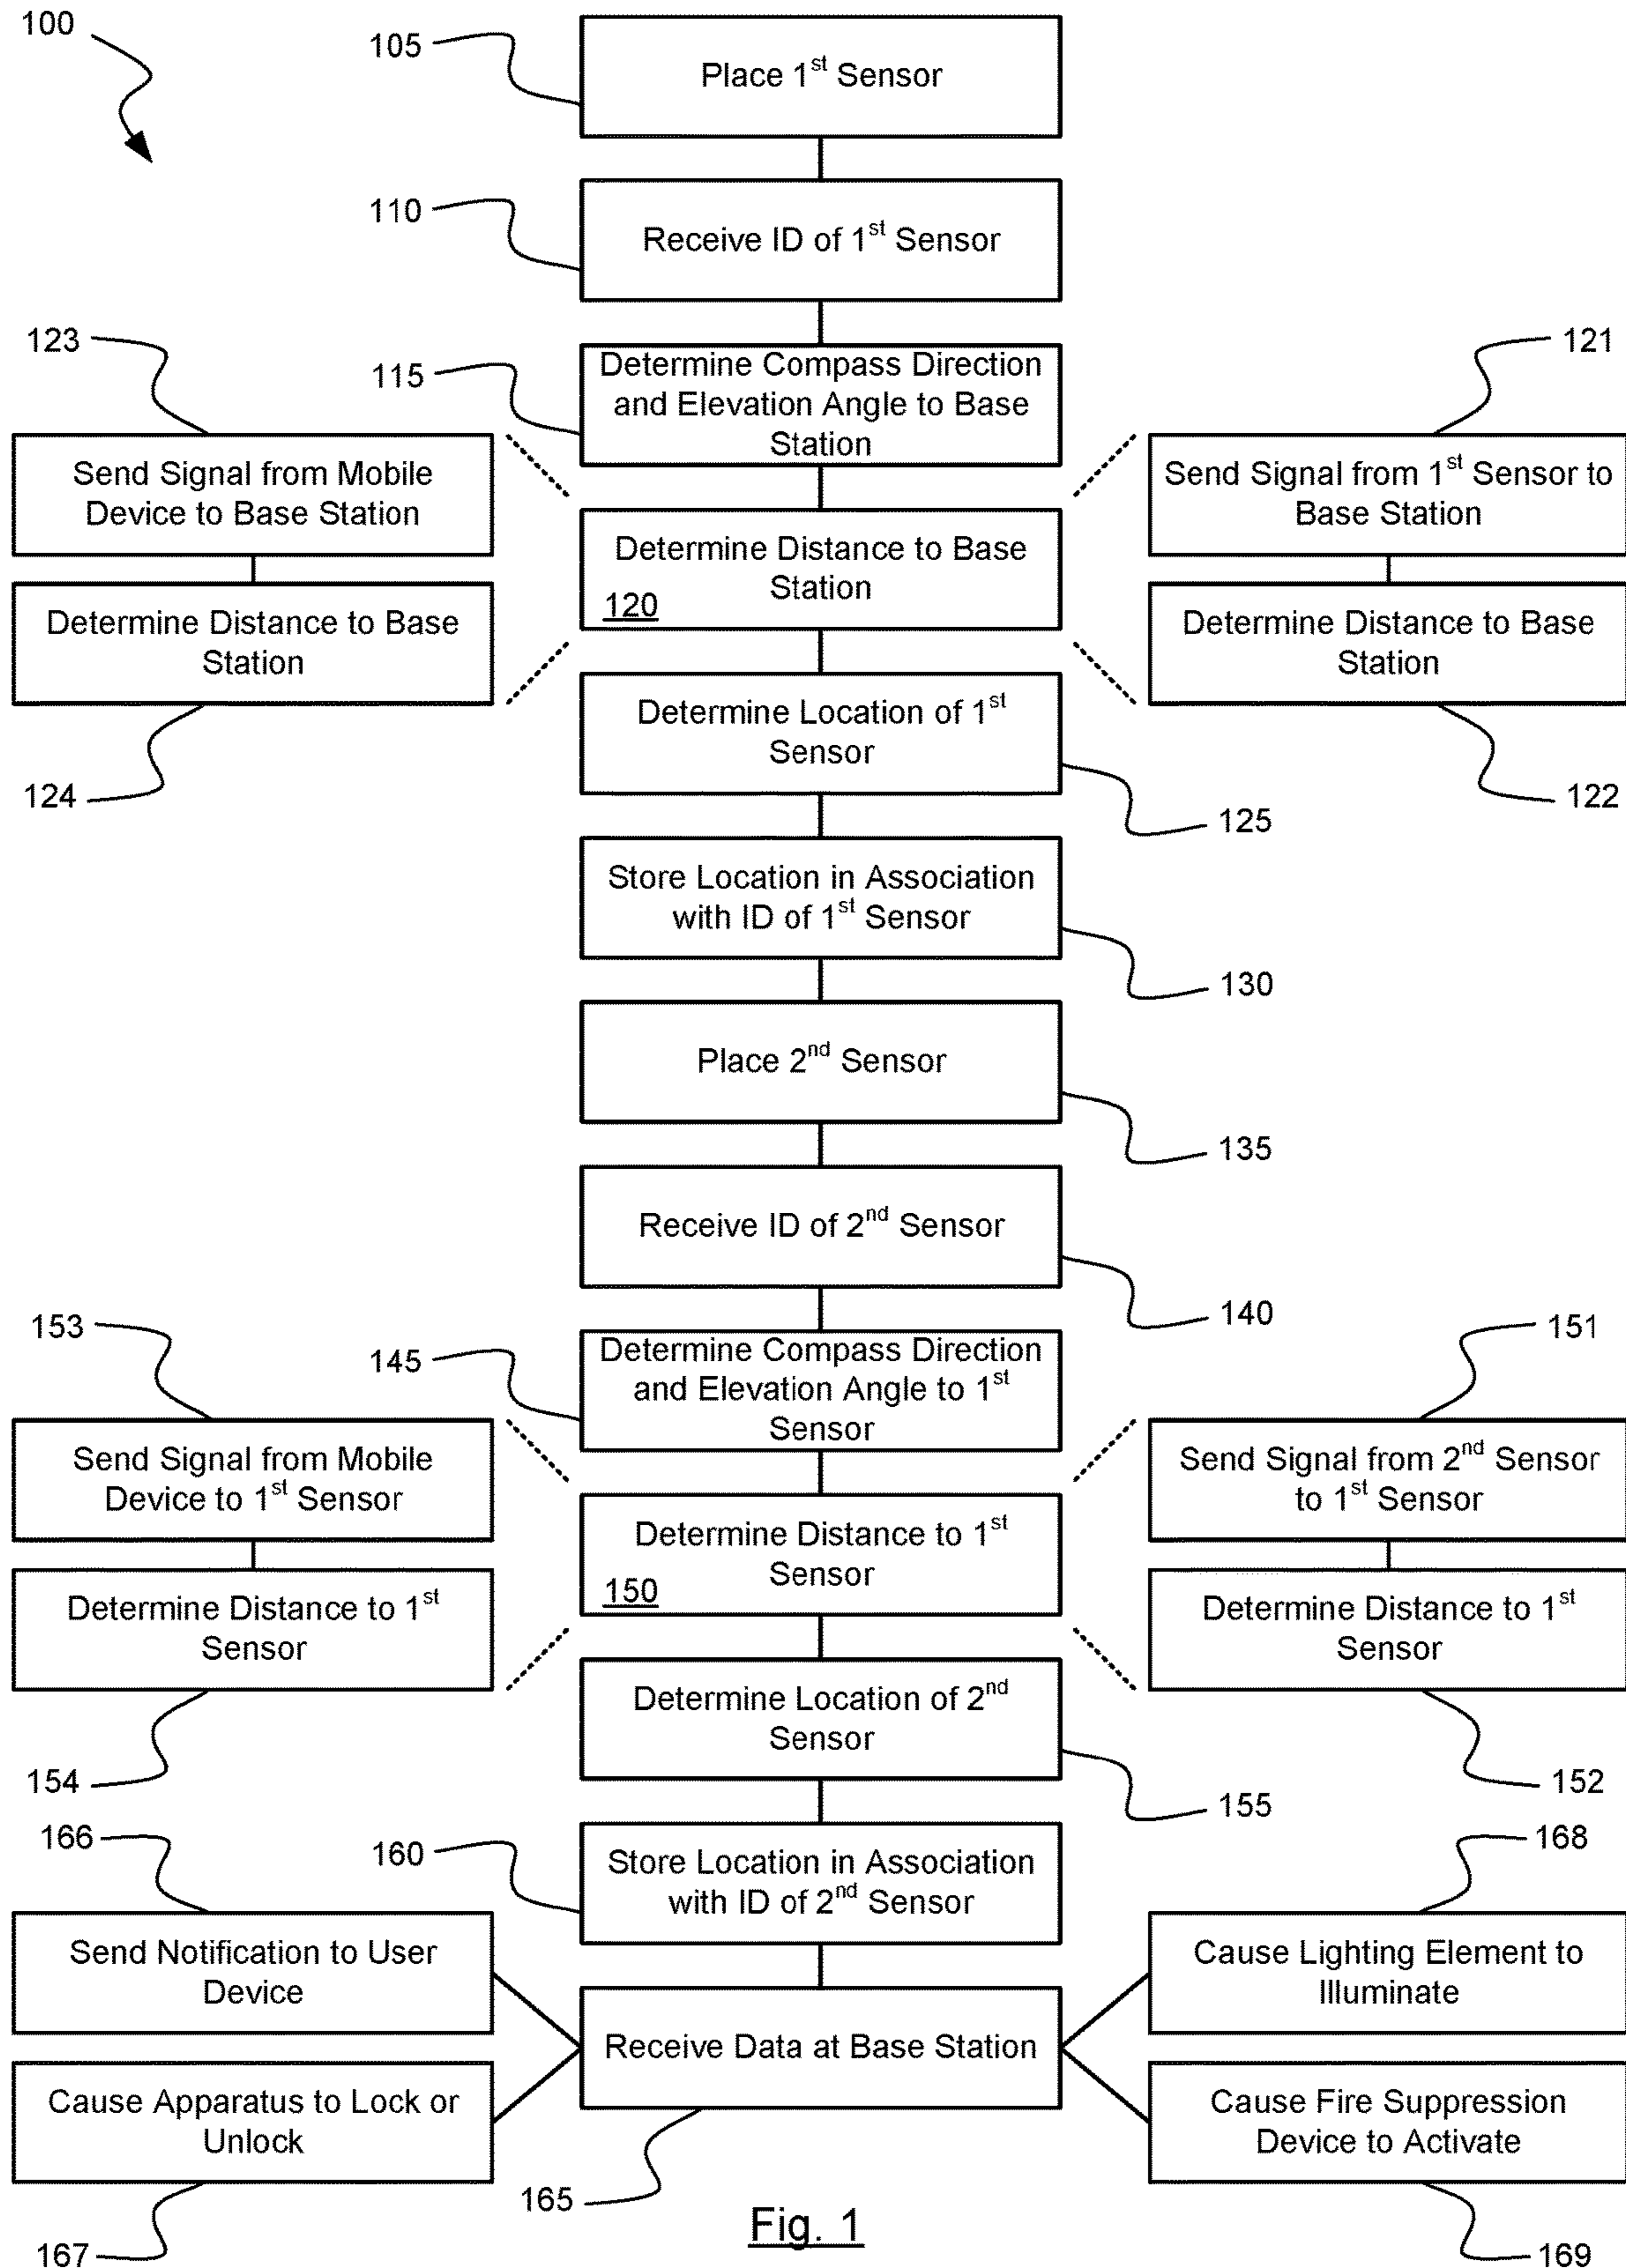 100
105
Place 1st Sensor
110
Receive ID of 1st Sensor
123
115
Determine Compass Direction
and Elevation Angle to Base
Station
121
Send Signal from Mobile
Device to Base Station
Send Signal from 1st Sensor to
Base Station
Determine Distance to Base
Station
120
Determine Distance to Base
Station
Determine Distance to Base
Station
124
Determine Location of 1st
Sensor
122
125
Store Location in Association
with ID of 1st Sensor
130
Place 2nd Sensor
135
Receive ID of 2nd Sensor
140
153
145
Determine Compass Direction
and Elevation Angle to 1st
Sensor
151
Send Signal from Mobile
Device to 1st Sensor
Send Signal from 2nd Sensor
to 1st Sensor
Determine Distance to 1st
Sensor
150
Determine Distance to 1st
Sensor
Determine Distance to 1st
Sensor
154
Determine Location of 2nd
Sensor
152
155
166
160
Store Location in Association
with ID of 2nd Sensor
168
Send Notification to User
Device
Cause Lighting Element to
Illuminate
Receive Data at Base Station
Cause Apparatus to Lock or
Unlock
Cause Fire Suppression
Device to Activate
167
165
169
Fig. 1